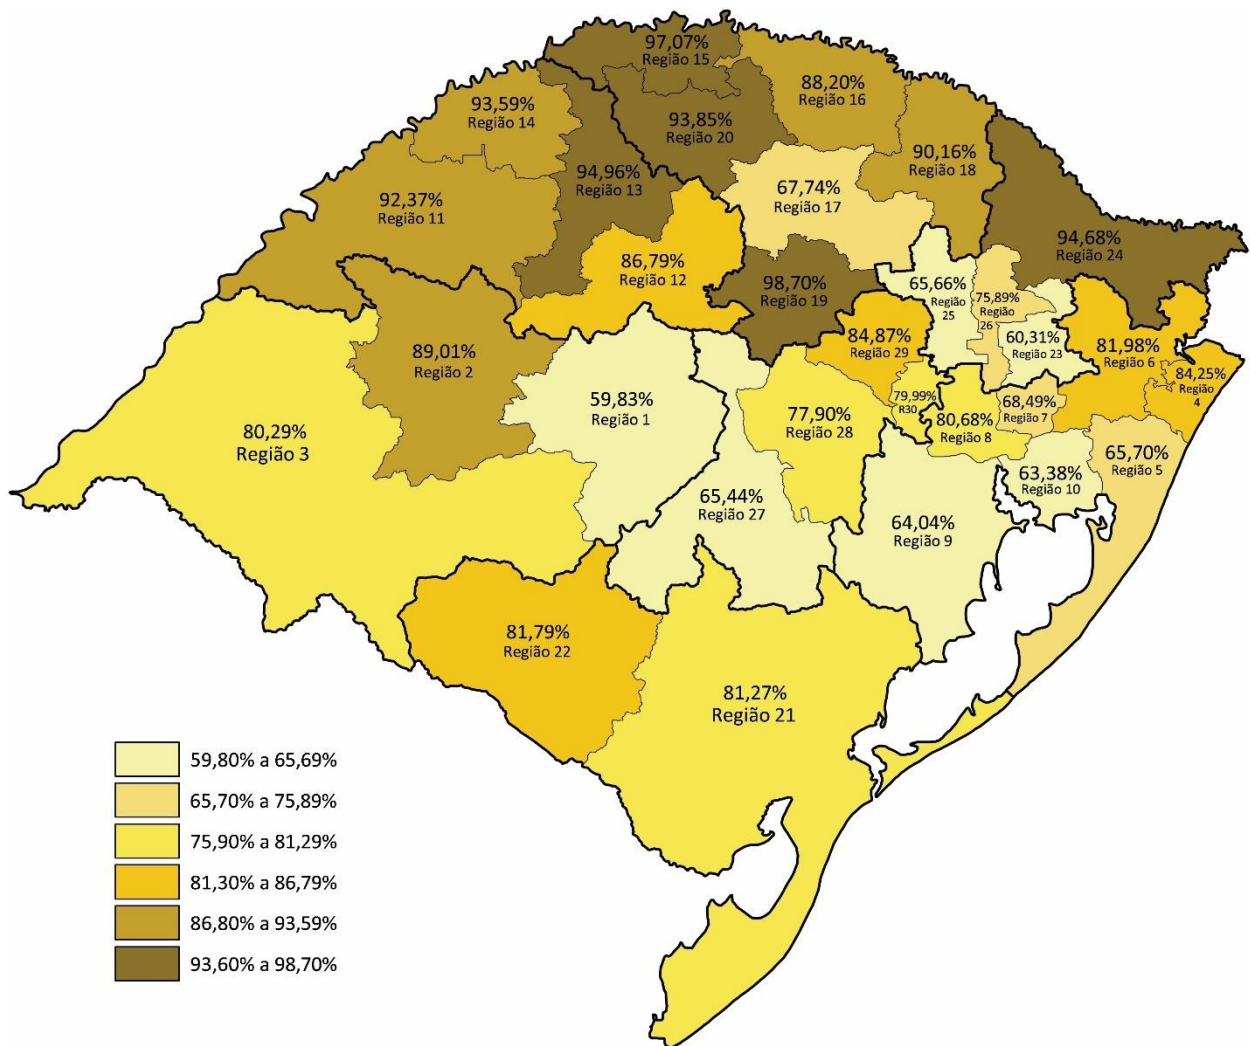 97,07%
Região 15
88,20%
Região 16
93,59%
Região 14
93,85%
Região 20
90,16%
Região 18
94,96%
Região 13
67,74%
Região 17
92,37%
Região 11
94,68%
Região 24
86,79%
Região 12
98,70%
Região 19
65,66%
Região
25
75,89%
Região
26
60,31%
Região 23
84,87%
Região 29
81,98%
Região 6
84,25%
Região
4
89,01%
Região 2
59,83%
Região 1
79,99%
R30
68,49%
Região 7
77,90%
Região 28
80,68%
Região 8
80,29%
Região 3
65,70%
Região 5
63,38%
Região 10
65,44%
Região 27
64,04%
Região 9
81,79%
Região 22
81,27%
Região 21
59,80% a 65,69%
65,70% a 75,89%
75,90% a 81,29%
81,30% a 86,79%
86,80% a 93,59%
93,60% a 98,70%